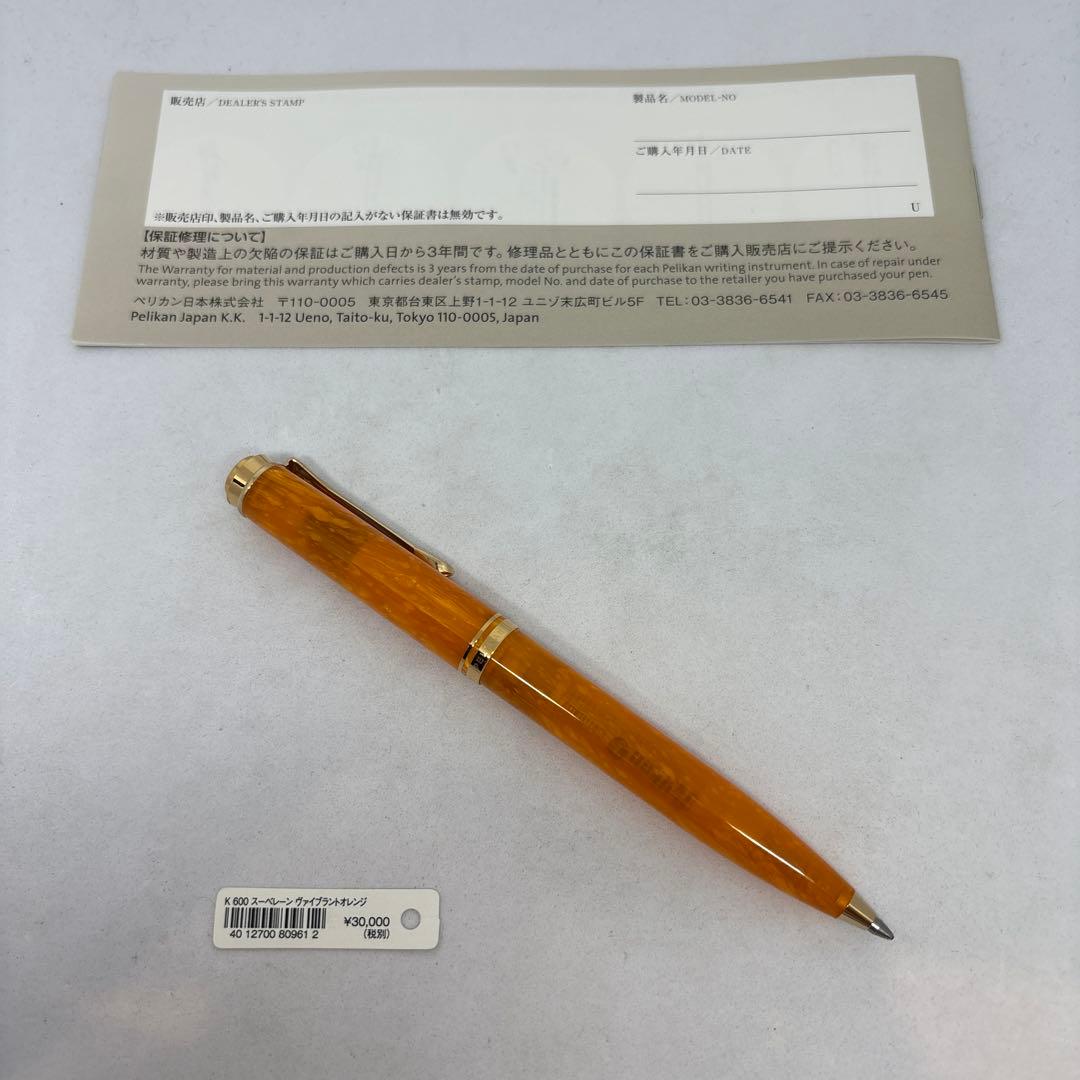 販売店/DEALER'S STAMP
製品名/MODEL-NO
ご購入年月日/DATE
U
※販売店印、製品名、ご購入年月日の記入がない保証書は無効です。
【保証修理について】
材質や製造上の欠陥の保証はご購入日から3年間です。修理品とともにこの保証書をご購入販売店にご提示ください。
The Warranty for material and production defects is 3 years from the date of purchase for each Pelikan writing instrument. In case of repair under
warranty, please bring this warranty which carries dealer's stamp, model No. and date of purchase to the retailer you have purchased your pen.
ペリカン日本株式会社 〒110-0005 東京都台東区上野1-1-12 ユニゾ末広町ビル5F TEL:03-3836-6541 FAX:03-3836-6545
Pelikan Japan K.K. 1-1-12 Ueno, Taito-ku, Tokyo 110-0005, Japan
K 600 スーベレーン ヴァイブラントオレンジ
¥30,000
(税別)
40 12700 80961 2